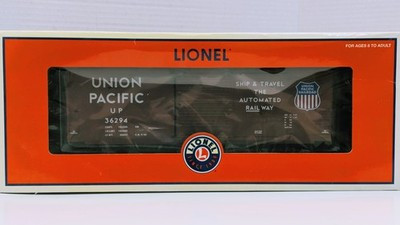 LIONEL
FOR AGES 8 TO ADULT
UNION
PACIFIC
UP
36294
SHIP & TRAVEL
THE
AUTOMATED
RAIL WAY
UNION
PACIFIC
RAILROAD
LIONEL
L